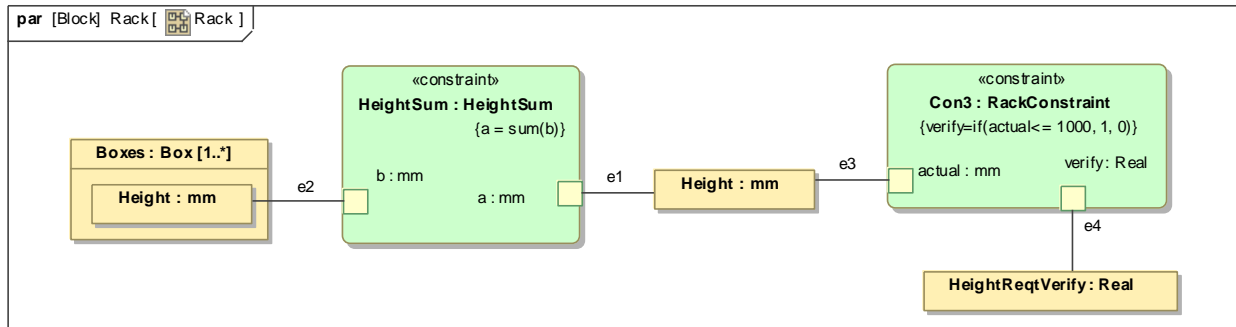 par [Block] Rack [ Rack ]
«constraint»
HeightSum : HeightSum
{a = sum(b)}
b : mm
a : mm
Boxes : Box [1..*]
Height : mm
e2
e1
Height : mm
e3
«constraint»
Con3 : RackConstraint
{verify=if(actual<= 1000, 1, 0)}
actual : mm
verify : Real
e4
HeightReqtVerify : Real